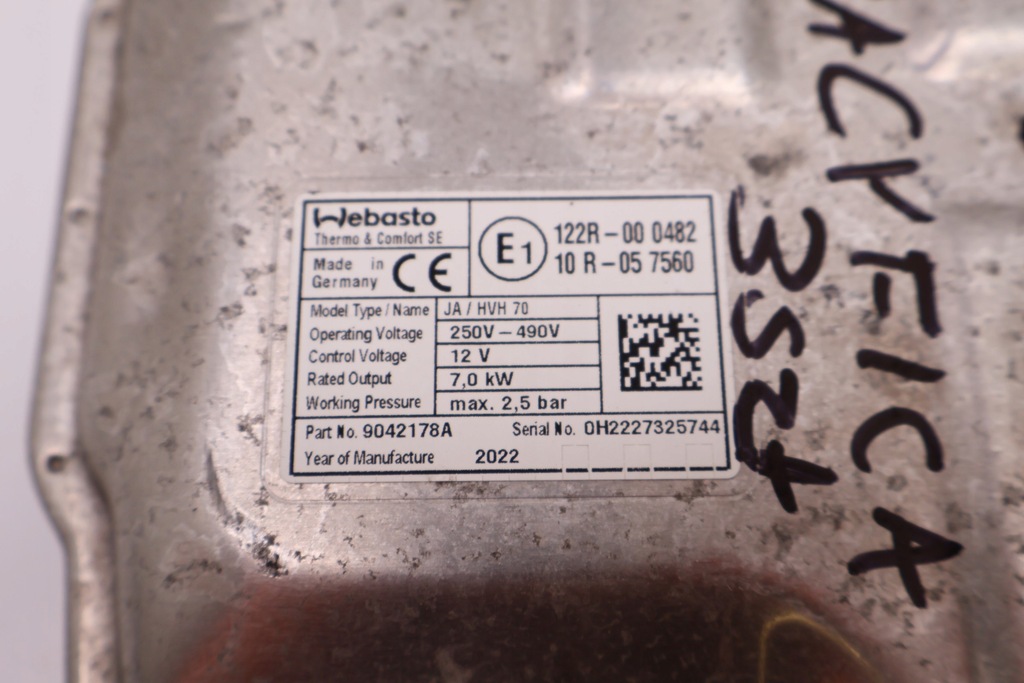 Webasto
Thermo & Comfort SE
Made in
Germany
CE
E1
122R-00 0482
10 R-05 7560
Model Type / Name JA / HVH 70
Operating Voltage 250V-490V
Control Voltage 12 V
Rated Output 7,0 kW
Working Pressure max. 2,5 bar
Part No. 9042178A Serial No. 0H2227325744
Year of Manufacture 2022